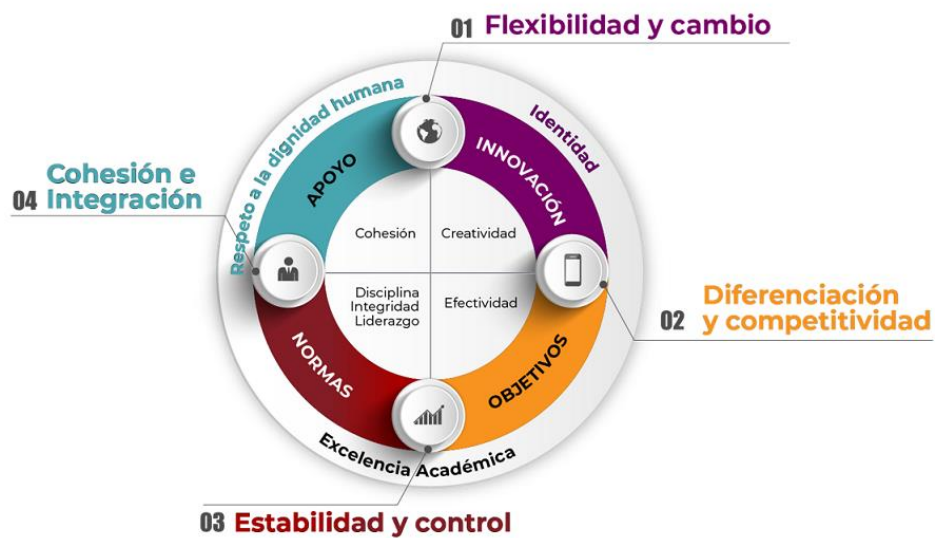 01 Flexibilidad y cambio
Respeto a la dignidad humana
Identidad
APOYO
INNOVACIÓN
Cohesión e
04 Integración
Cohesión
Creatividad
Disciplina
Integridad
Liderazgo
Efectividad
Diferenciación
02 y competitividad
NORMAS
OBJETIVOS
Excelencia Académica
03 Estabilidad y control